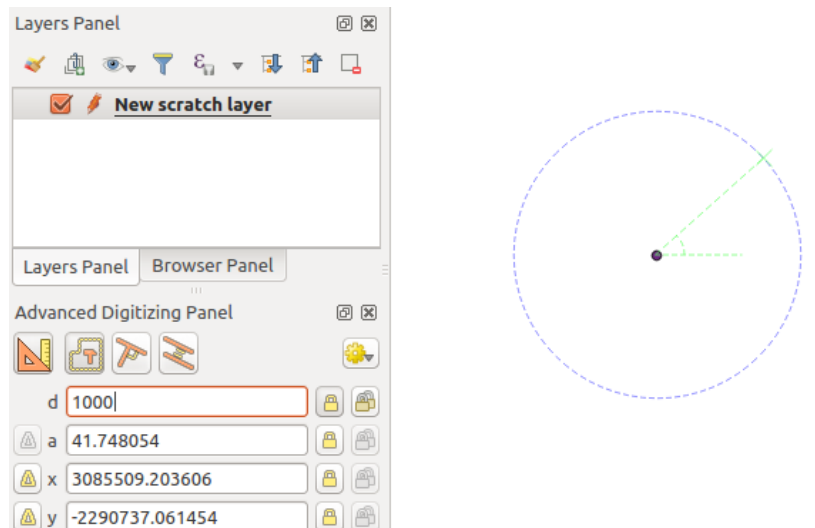 Layers Panel
ε
New scratch layer
Layers Panel Browser Panel
Advanced Digitizing Panel
d 1000
a 41.748054
x 3085509.203606
y -2290737.061454